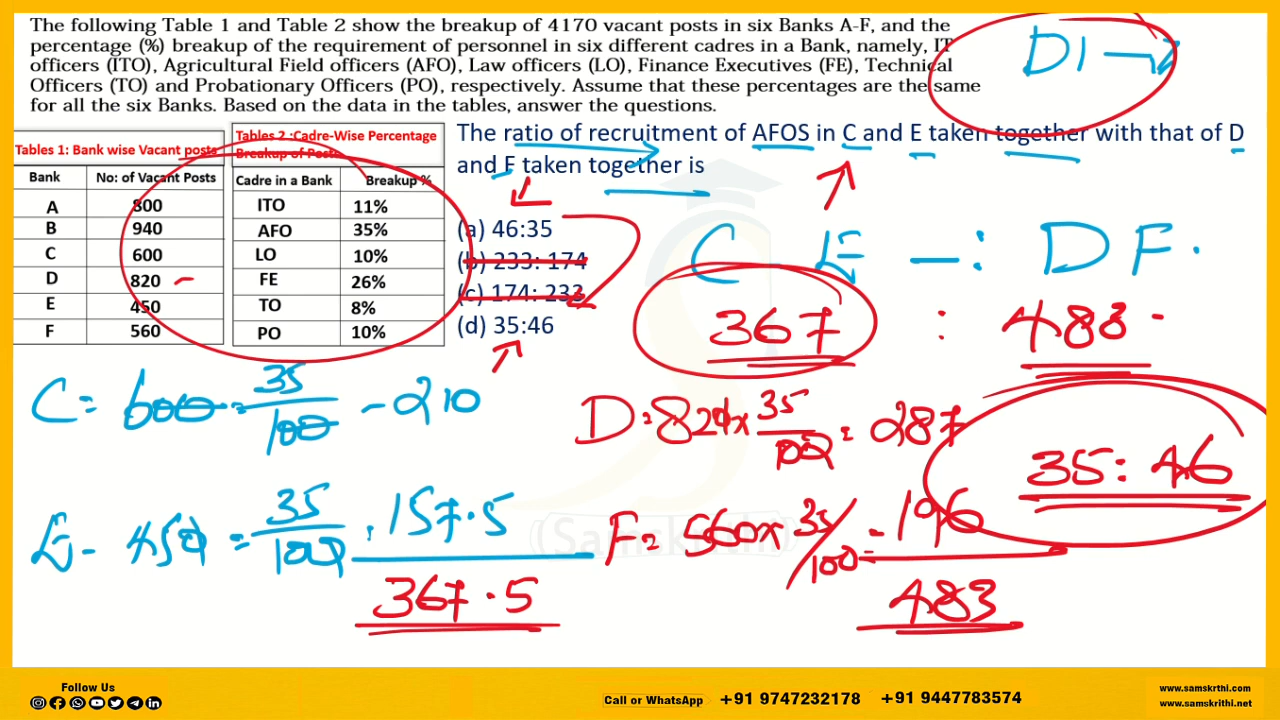 The following Table 1 and Table 2 show the breakup of 4170 vacant posts in six Banks A-F, and the
percentage (%) breakup of the requirement of personnel in six different cadres in a Bank, namely, IT
officers (ITO), Agricultural Field officers (AFO), Law officers (LO), Finance Executives (FE), Technical
Officers (TO) and Probationary Officers (PO), respectively. Assume that these percentages are the same
for all the six Banks. Based on the data in the tables, answer the questions.
DI
Tables 1: Bank wise Vacant posts
Bank No: of Vacant Posts
A 800
B 940
C 600
D 820
E 450
F 560
Tables 2 :Cadre-Wise Percentage
Breakup of Posts
Cadre in a Bank Breakup %
ITO 11%
AFO 35%
LO 10%
FE 26%
TO 8%
PO 10%
The ratio of recruitment of AFOS in C and E taken together with that of D
and F taken together is
(a) 46:35
(b) 233: 174
(c) 174: 233
(d) 35:46
C E : D F
367 : 483
35: 46
C= 600 = 35/100 - 210
E - 450 = 35/100 . 157.5
367.5
D = 820 x 35/100 = 287
F = 560 x 35/100 = 196
483
(Samskrithi)
Follow Us
Call or WhatsApp +91 9747232178 +91 9447783574
www.samskrthi.com
www.samskrithi.net